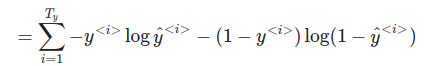 = \sum_{i=1}^{T_y} -y^{<i>} \log \hat{y}^{<i>} - (1 - y^{<i>}) \log(1 - \hat{y}^{<i>})